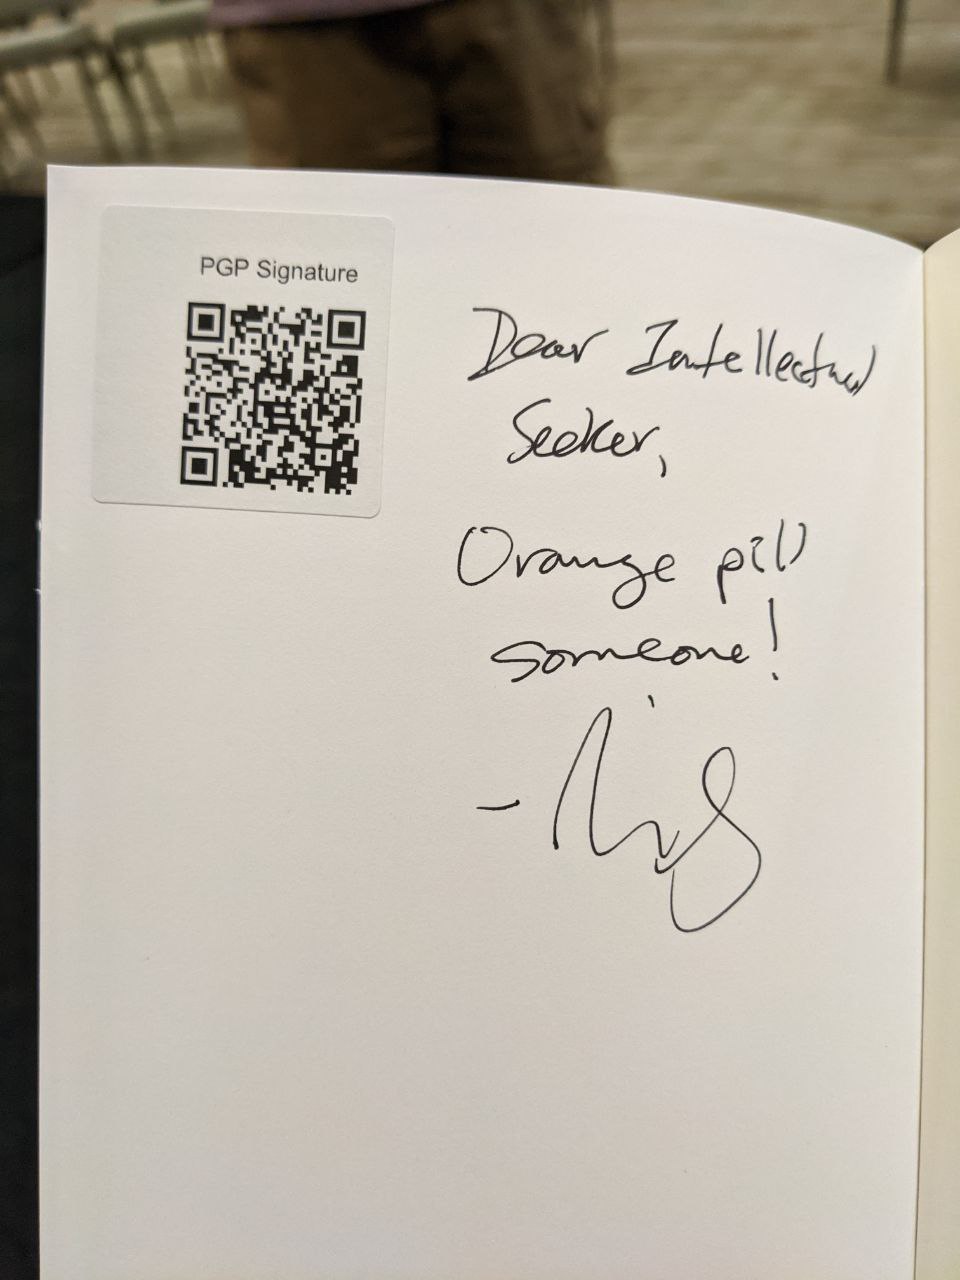 PGP Signature
Dear Intellectual
Seeker,
Orange pill
someone!